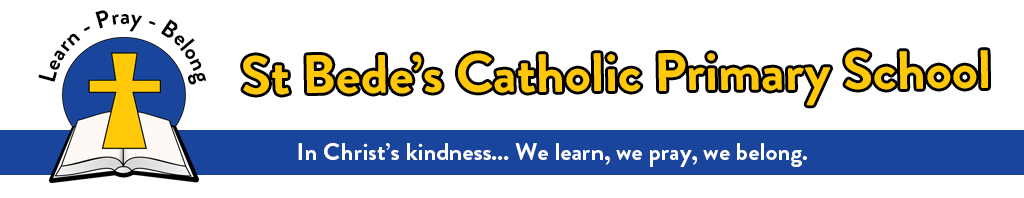 Learn - Pray - Belong
St Bede's Catholic Primary School
In Christ's kindness... We learn, we pray, we belong.